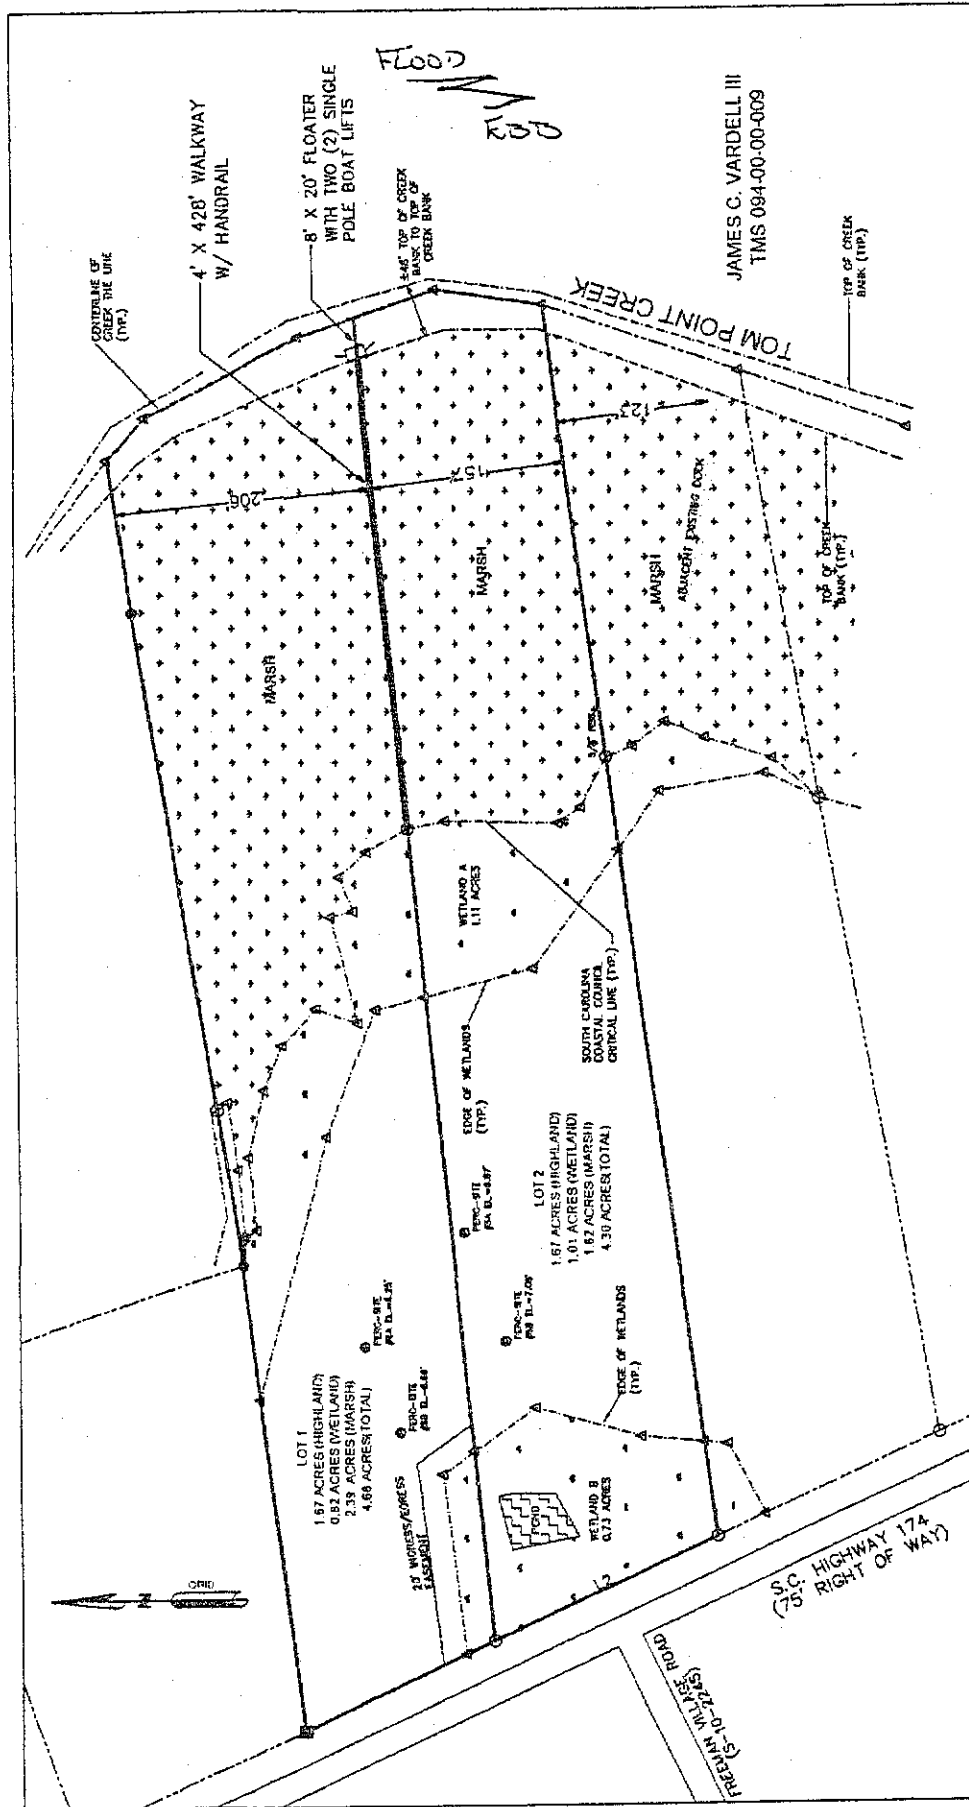 FLOOD
EBB
4' X 428' WALKWAY
W/ HANDRAIL
8' X 20' FLOATER
WITH TWO (2) SINGLE
POLE BOAT LIFTS
CENTERLINE OF
CREEK THE LINE
(TYP.)
±46' TOP OF CREEK
BANK TO TOP OF
CREEK BANK
JAMES C. VARDELL III
TMS 094-00-00-009
TOM POINT CREEK
TOP OF CREEK
BANK (TYP.)
TOP OF CREEK
BANK (TYP.)
206
123
MARSH
MARSH
MARSH
ADJACENT EXISTING DOCK
WETLAND A
1.11 ACRES
EDGE OF WETLANDS
(TYP.)
SOUTH CAROLINA
COASTAL COUNCIL
CRITICAL LINE (TYP.)
LOT 1
1.67 ACRES (HIGHLAND)
0.82 ACRES (WETLAND)
2.39 ACRES (MARSH)
4.68 ACRES(TOTAL)
LOT 2
1.67 ACRES (HIGHLAND)
1.01 ACRES (WETLAND)
1.62 ACRES (MARSH)
4.30 ACRES(TOTAL)
PERC-SITE
PERC-SITE
PERC-SITE
PERC-SITE
EDGE OF WETLANDS
(TYP.)
20' INGRESS/EGRESS
EASEMENT
POND
WETLAND B
0.73 ACRES
L3
N
GRID
S.C. HIGHWAY 174
(75' RIGHT OF WAY)
FREEMAN VILLAGE ROAD
(S-10-2245)